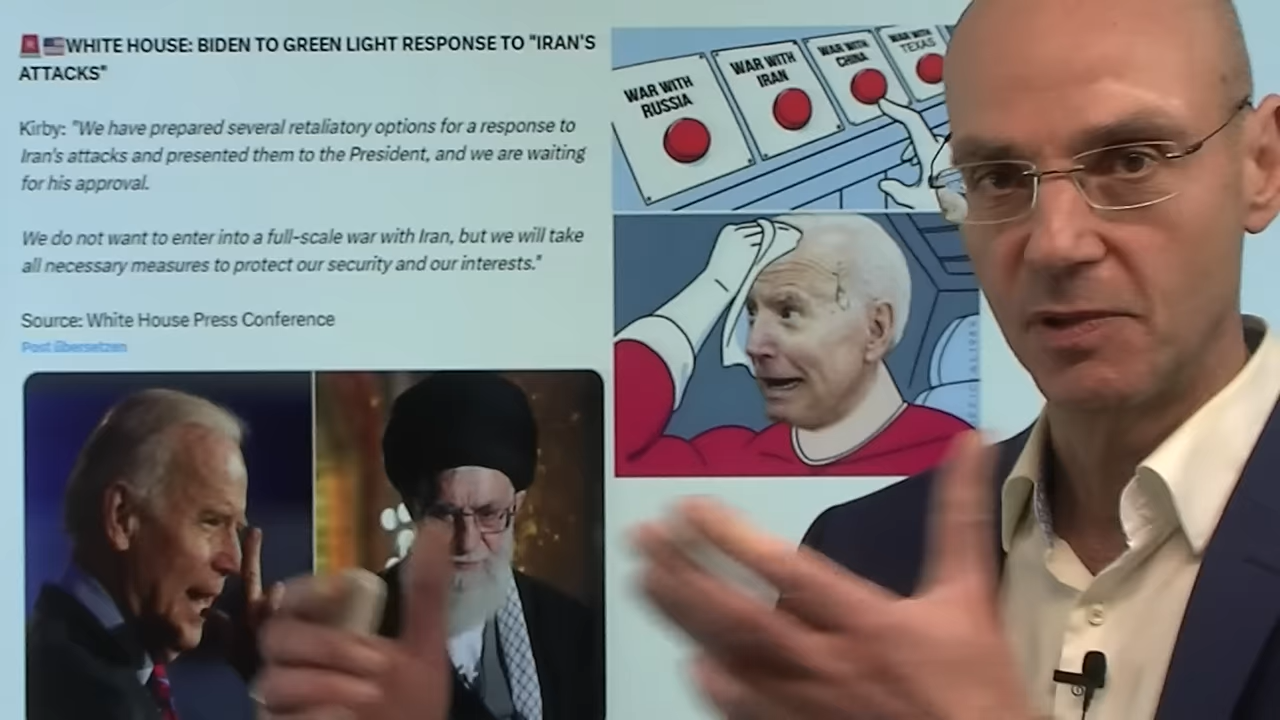 🚨🇺🇸WHITE HOUSE: BIDEN TO GREEN LIGHT RESPONSE TO "IRAN'S
ATTACKS"
Kirby: "We have prepared several retaliatory options for a response to
Iran's attacks and presented them to the President, and we are waiting
for his approval.
We do not want to enter into a full-scale war with Iran, but we will take
all necessary measures to protect our security and our interests."
Source: White House Press Conference
Post übersetzen
WAR WITH
RUSSIA
WAR WITH
IRAN
WAR WITH
CHINA
WAR WITH
TEXAS